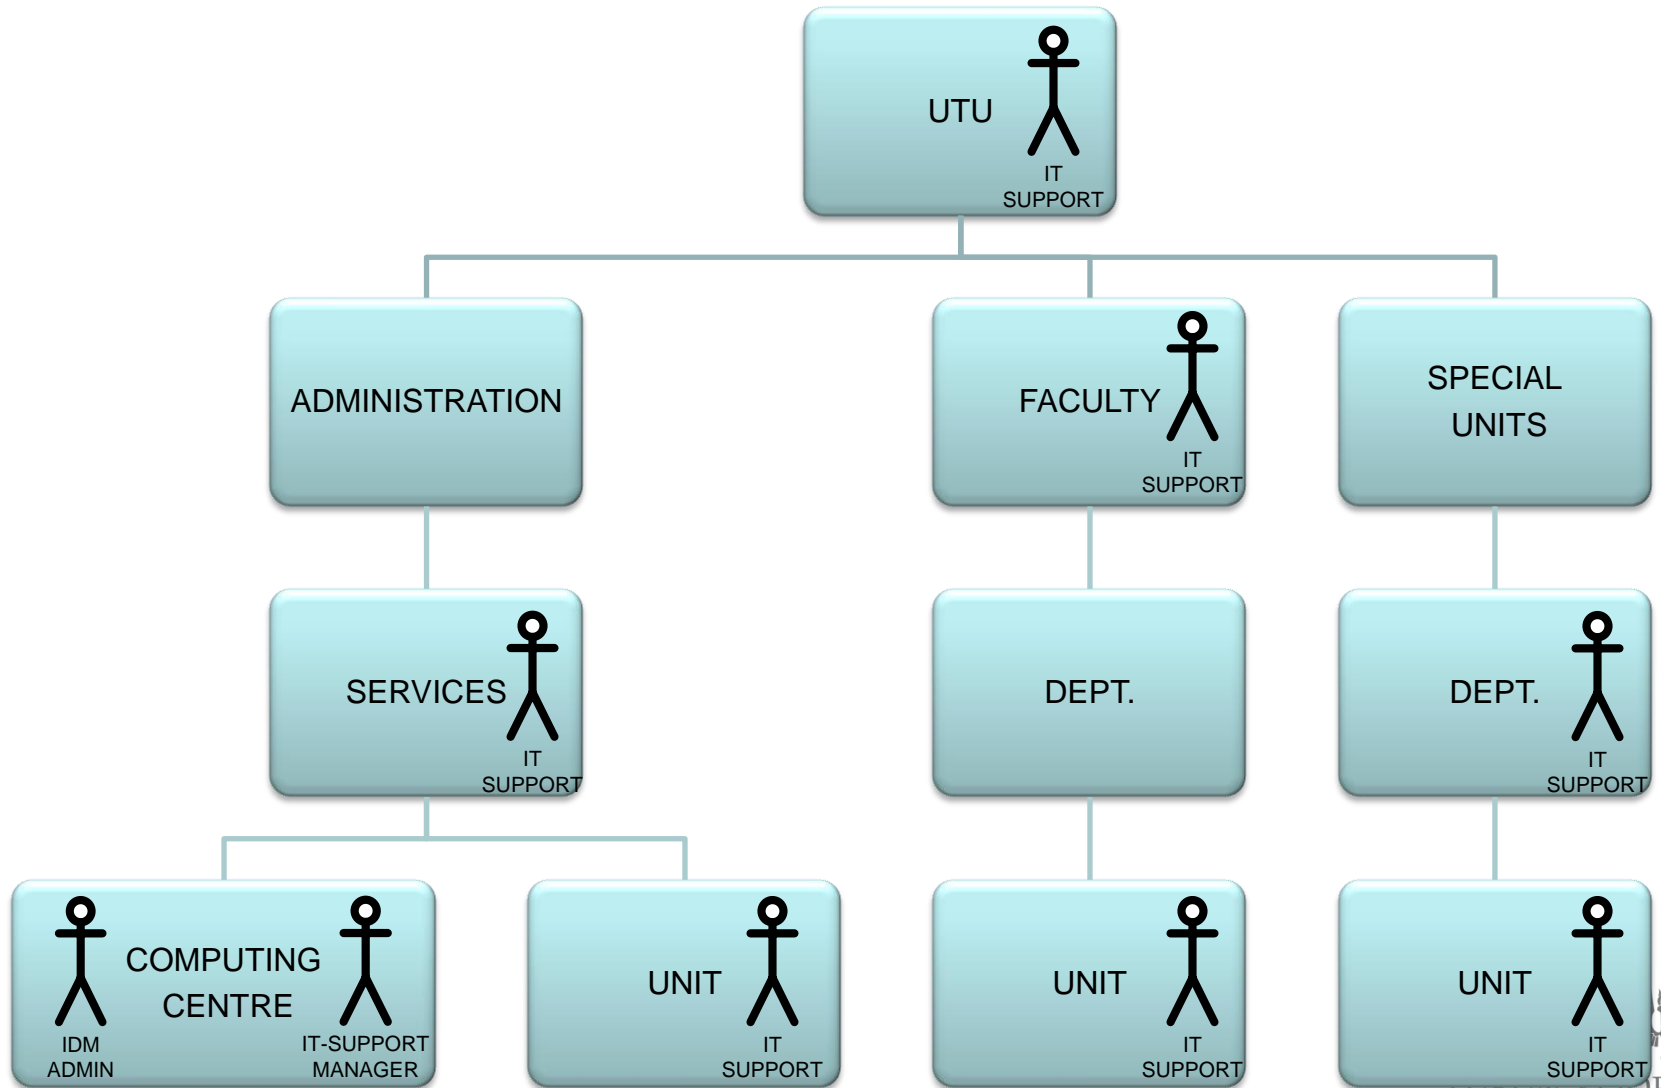 UTU
IT
SUPPORT
ADMINISTRATION
FACULTY
IT
SUPPORT
SPECIAL
UNITS
SERVICES
IT
SUPPORT
DEPT.
DEPT.
IT
SUPPORT
IDM
ADMIN
COMPUTING
CENTRE
IT-SUPPORT
MANAGER
UNIT
IT
SUPPORT
UNIT
IT
SUPPORT
UNIT
IT
SUPPORT